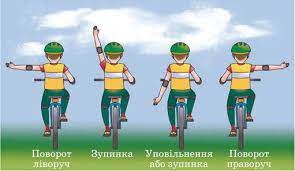 Поворот
ліворуч
Зупинка
Уповільнення
або зупинка
Поворот
праворуч